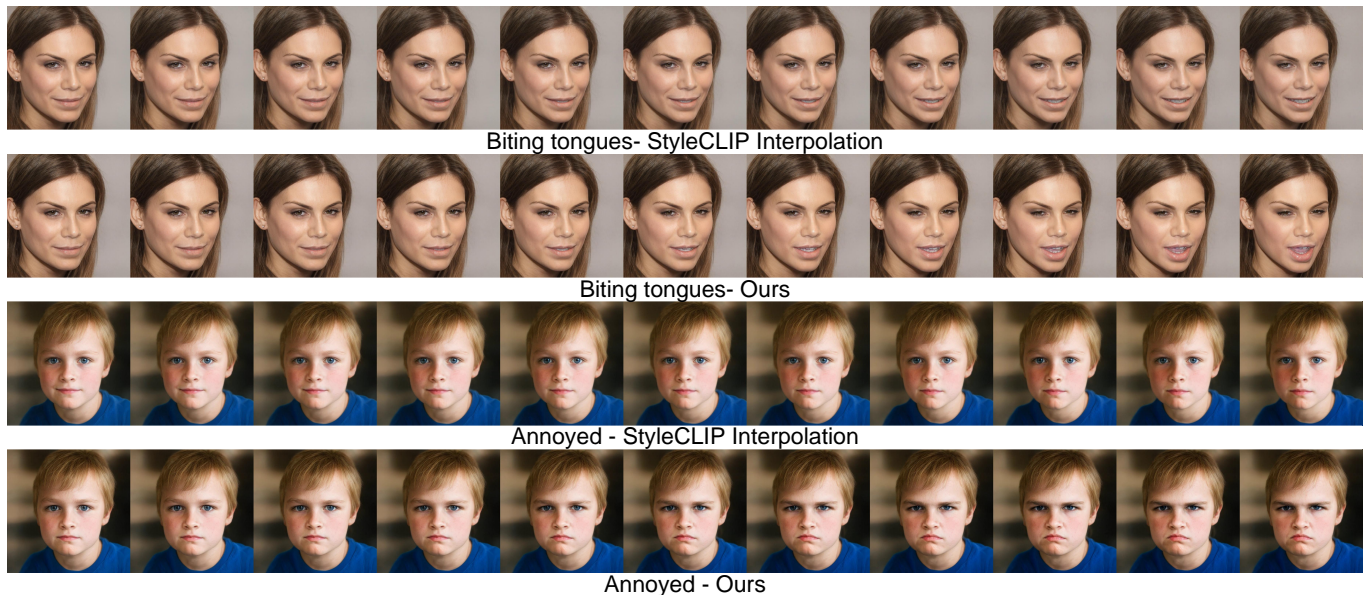 Biting tongues- StyleCLIP Interpolation
Biting tongues- Ours
Annoyed - StyleCLIP Interpolation
Annoyed - Ours